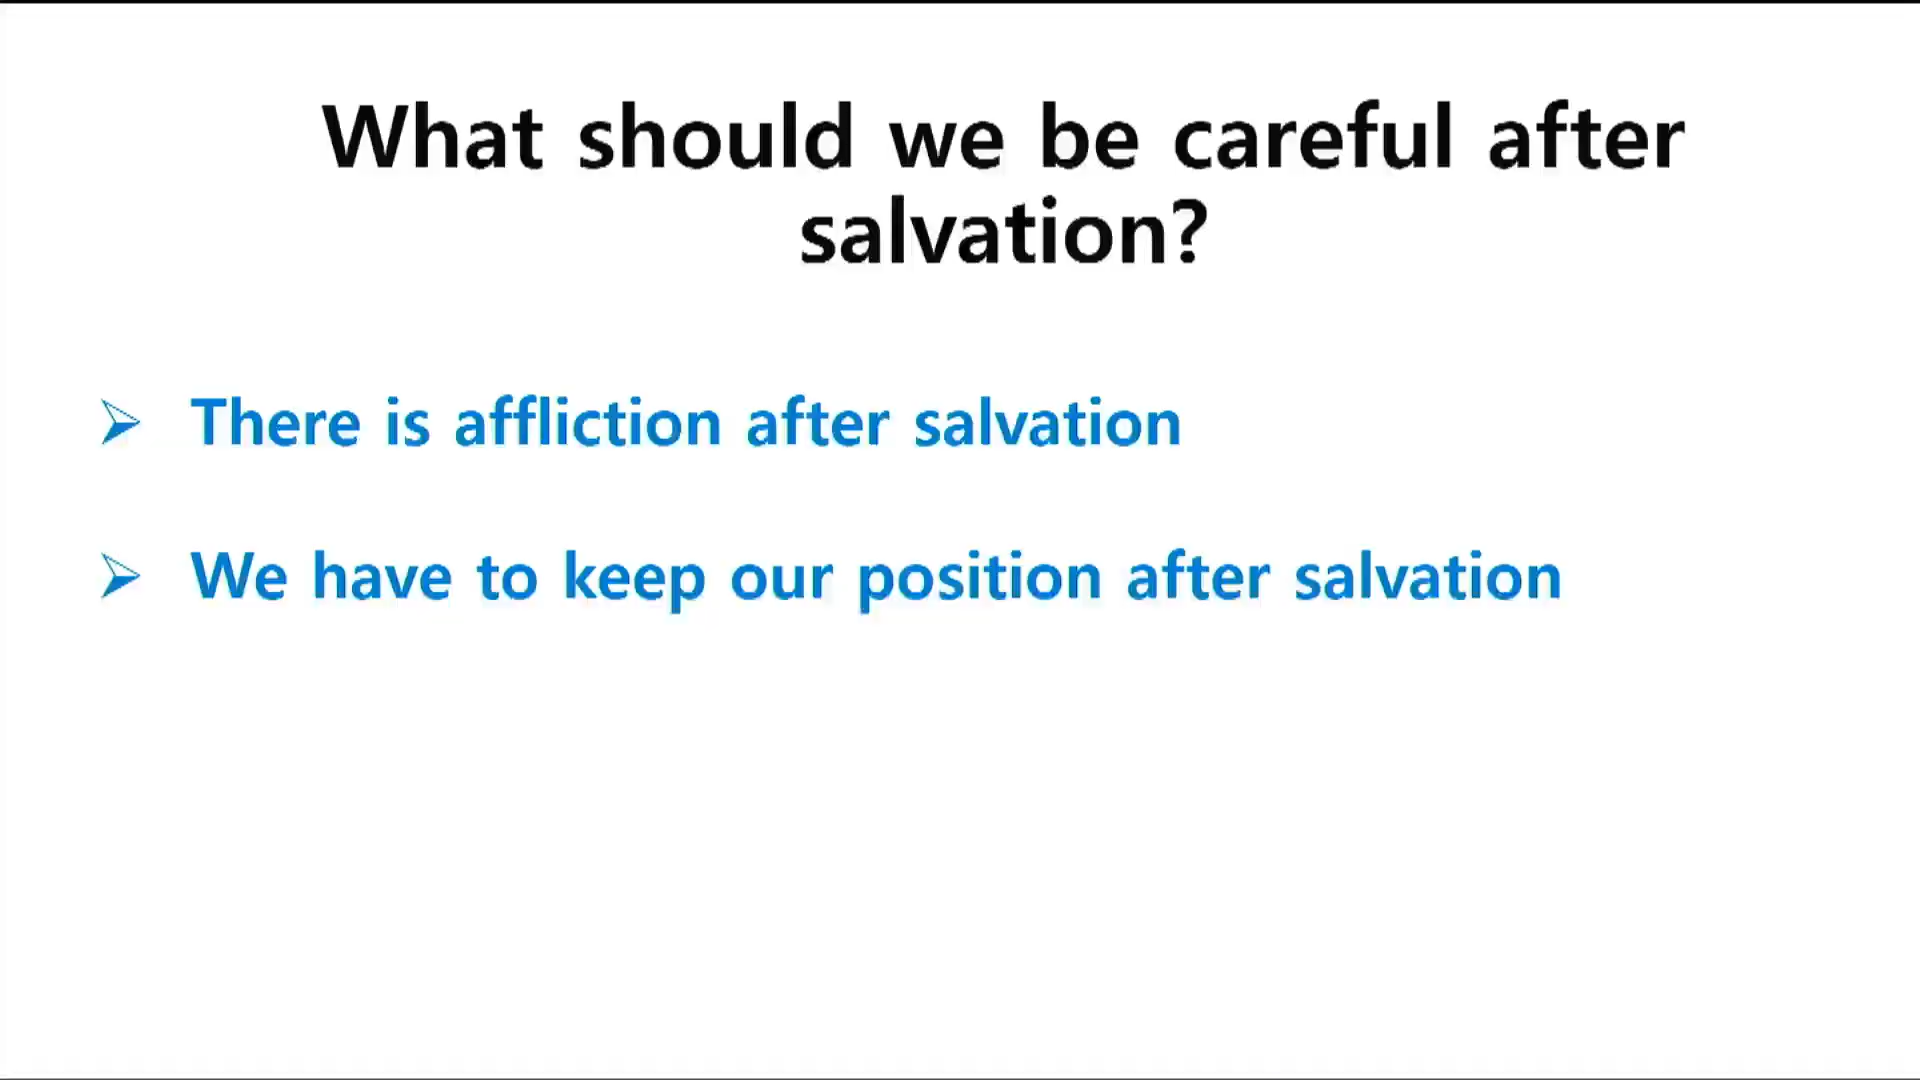 What should we be careful after
salvation?
➢ There is affliction after salvation
➢ We have to keep our position after salvation